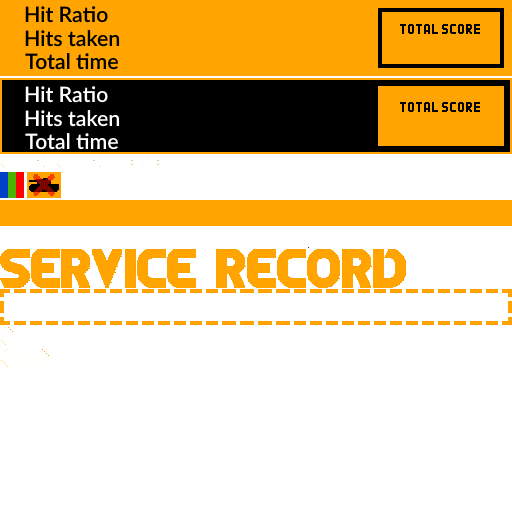 Hit Ratio
Hits taken
Total time
TOTAL SCORE
Hit Ratio
Hits taken
Total time
TOTAL SCORE
SERVICE RECORD